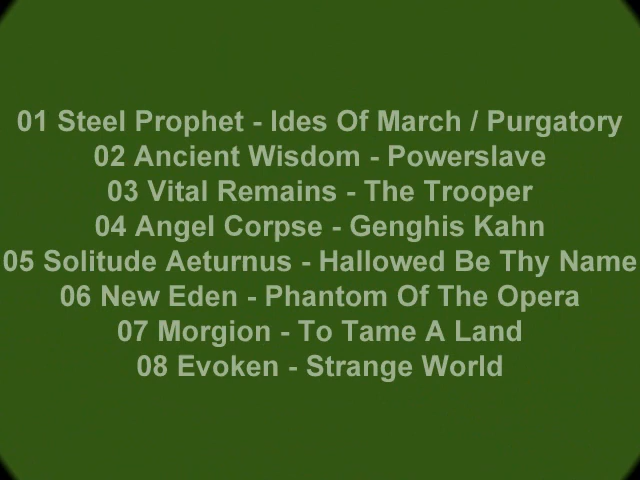 01 Steel Prophet - Ides Of March / Purgatory
02 Ancient Wisdom - Powerslave
03 Vital Remains - The Trooper
04 Angel Corpse - Genghis Kahn
05 Solitude Aeturnus - Hallowed Be Thy Name
06 New Eden - Phantom Of The Opera
07 Morgion - To Tame A Land
08 Evoken - Strange World